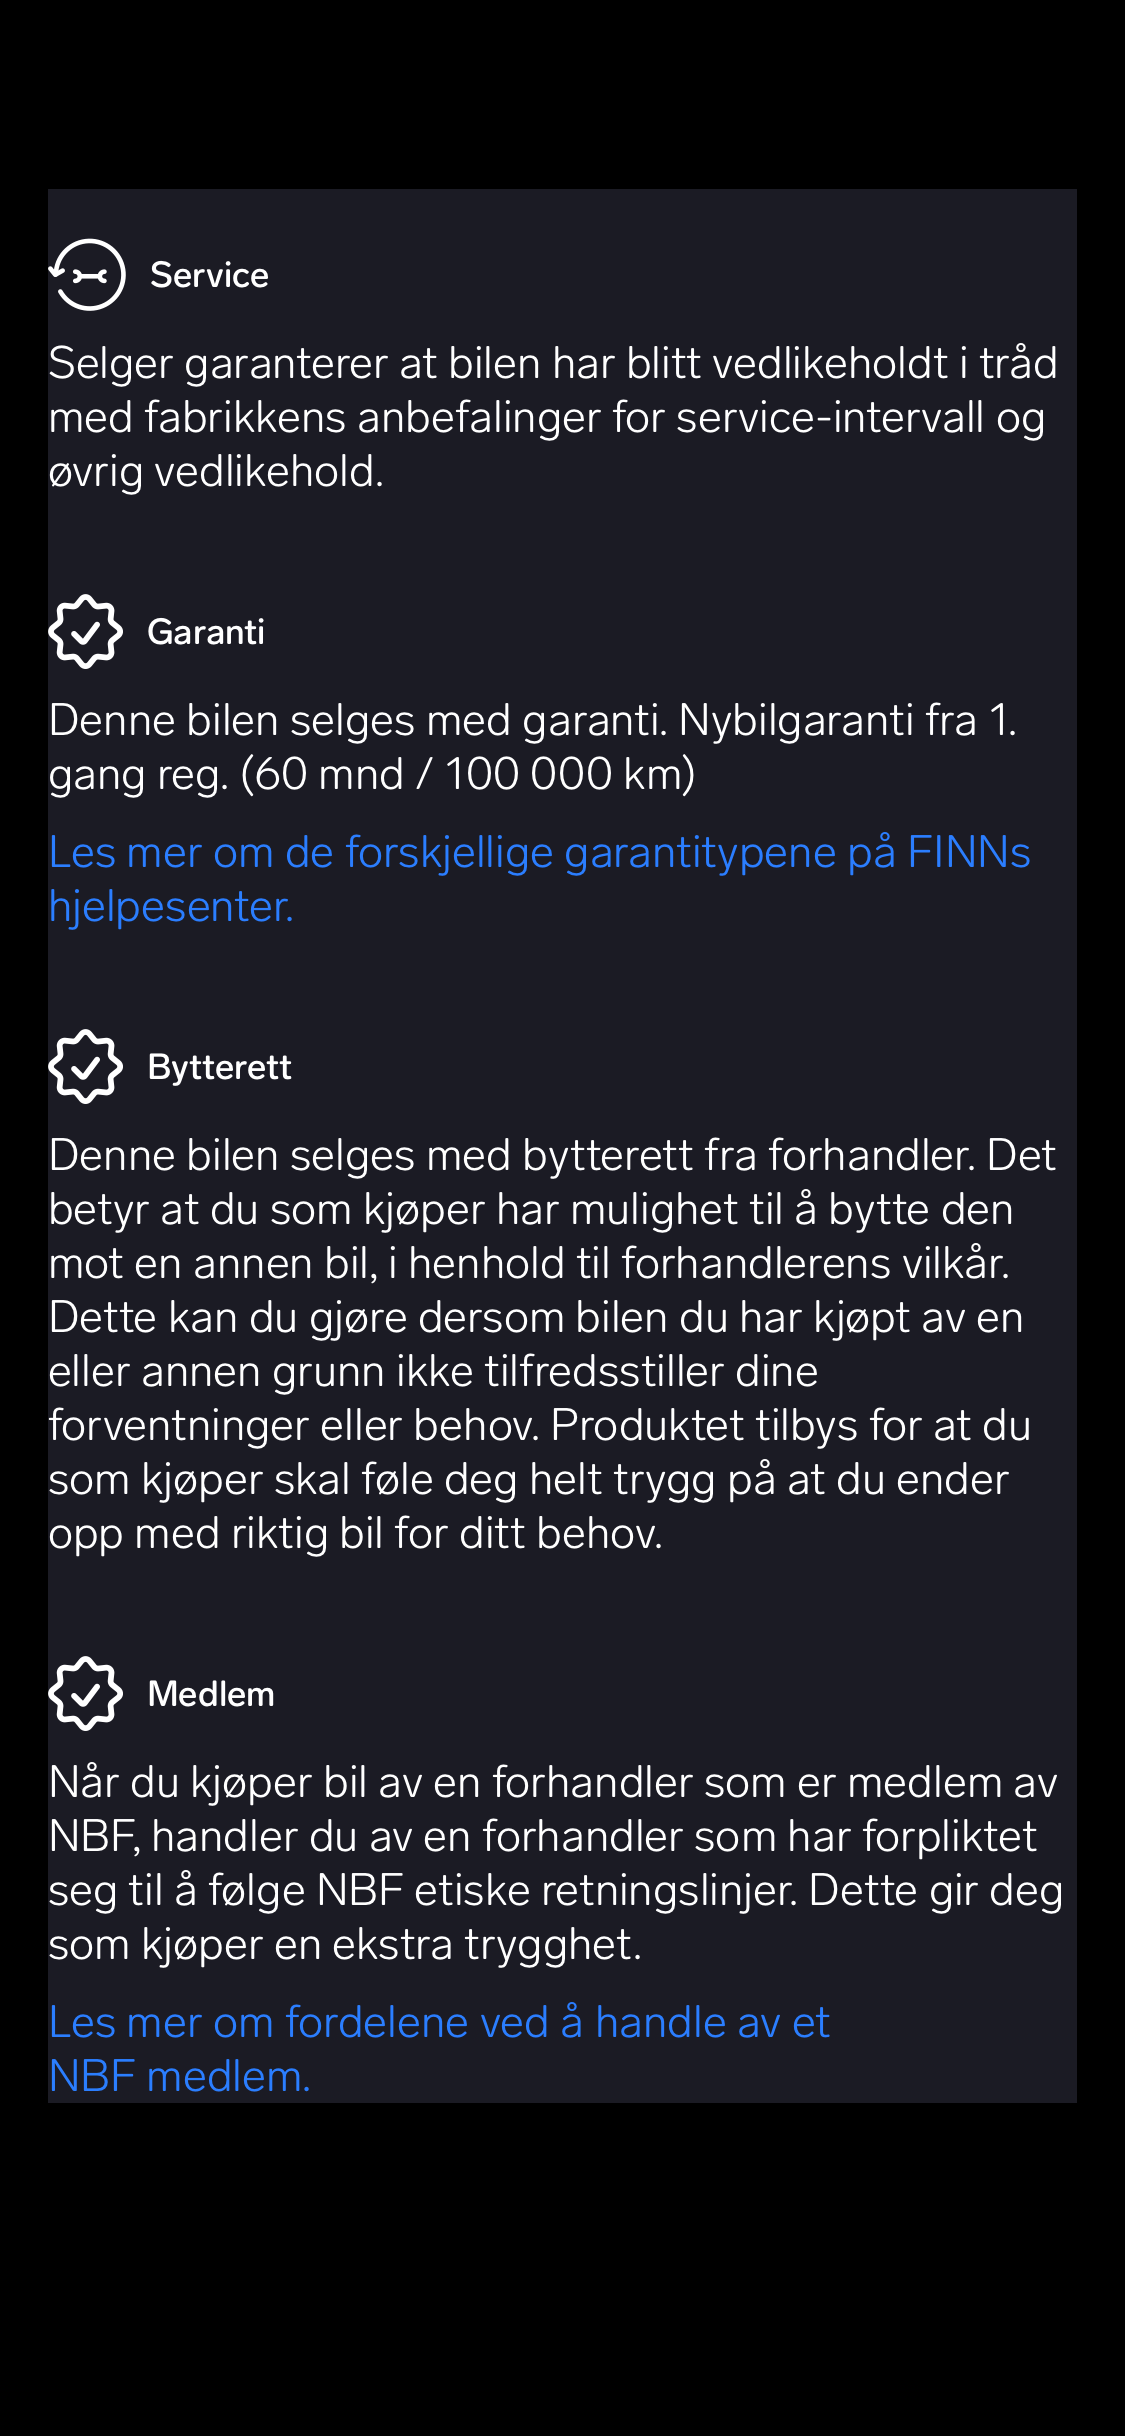 Service
Selger garanterer at bilen har blitt vedlikeholdt i tråd
med fabrikkens anbefalinger for service-intervall og
øvrig vedlikehold.
Garanti
Denne bilen selges med garanti. Nybilgaranti fra 1.
gang reg. (60 mnd / 100 000 km)
Les mer om de forskjellige garantitypene på FINNs
hjelpesenter.
Bytterett
Denne bilen selges med bytterett fra forhandler. Det
betyr at du som kjøper har mulighet til å bytte den
mot en annen bil, i henhold til forhandlerens vilkår.
Dette kan du gjøre dersom bilen du har kjøpt av en
eller annen grunn ikke tilfredsstiller dine
forventninger eller behov. Produktet tilbys for at du
som kjøper skal føle deg helt trygg på at du ender
opp med riktig bil for ditt behov.
Medlem
Når du kjøper bil av en forhandler som er medlem av
NBF, handler du av en forhandler som har forpliktet
seg til å følge NBF etiske retningslinjer. Dette gir deg
som kjøper en ekstra trygghet.
Les mer om fordelene ved å handle av et
NBF medlem.